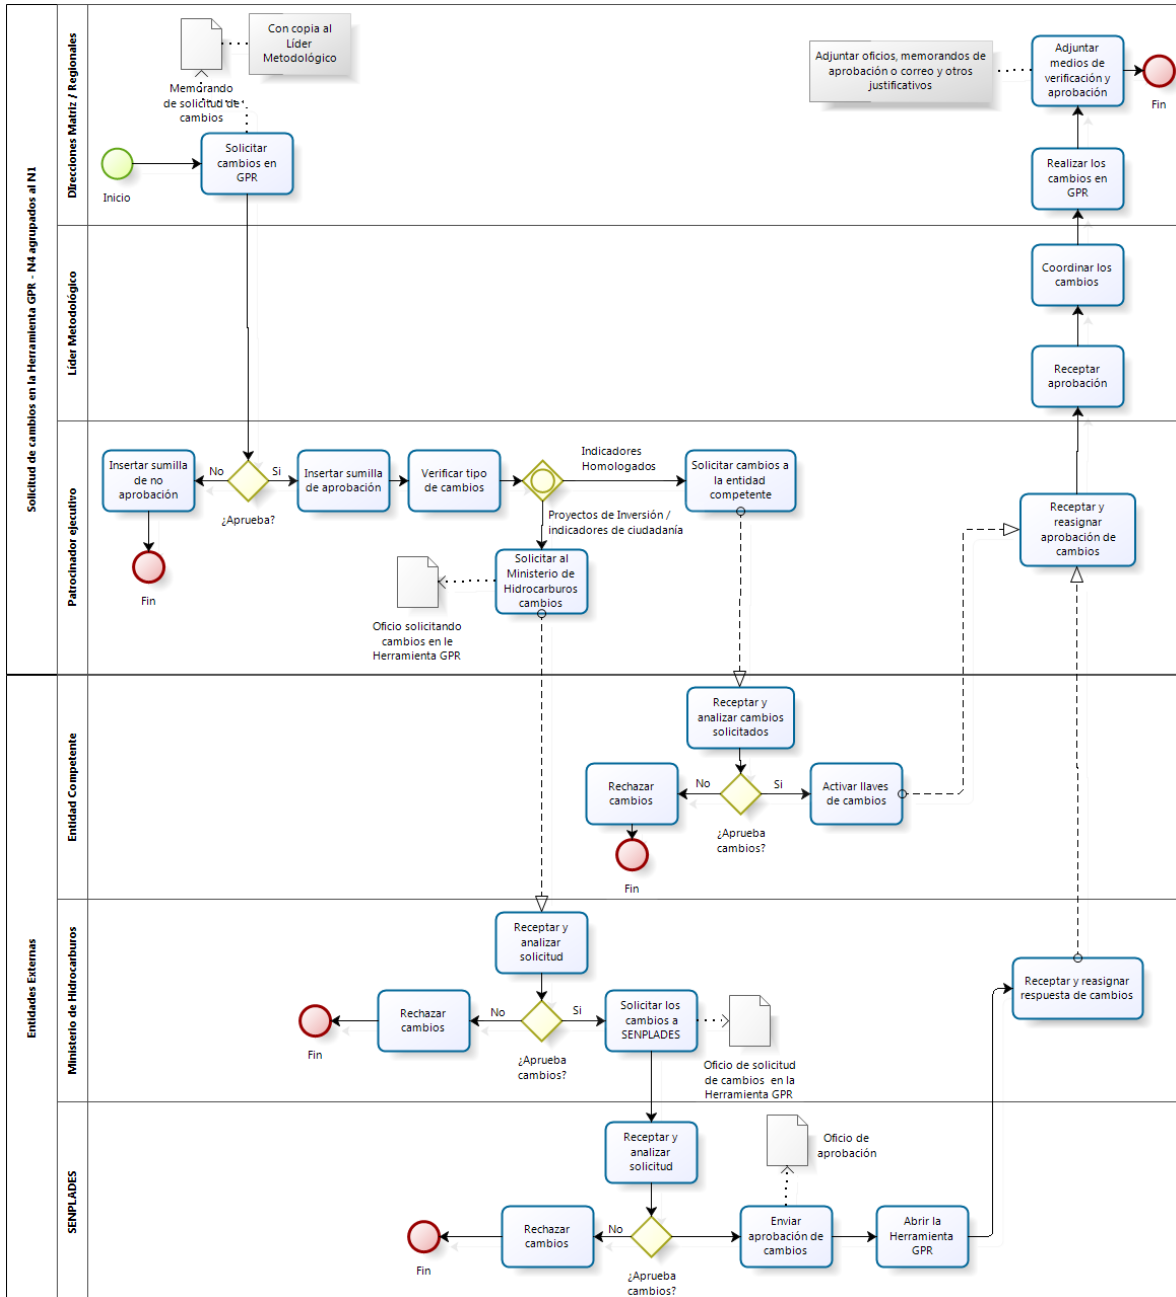 Solicitud de cambios en la Herramienta GPR - N4 agrupados al N1
Direcciones Matriz / Regionales
Con copia al
Líder
Metodológico
Memorando
de solicitud de
cambios
Inicio
Solicitar
cambios en
GPR
Adjuntar oficios, memorandos de
aprobación o correo y otros
justificativos
Adjuntar
medios de
verificación y
aprobación
Fin
Realizar los
cambios en
GPR
Líder Metodológico
Coordinar los
cambios
Receptar
aprobación
Patrocinador ejecutivo
Insertar sumilla
de no
aprobación
No
Si
¿Aprueba?
Fin
Insertar sumilla
de aprobación
Verificar tipo
de cambios
Indicadores
Homologados
Solicitar cambios a
la entidad
competente
Proyectos de Inversión /
indicadores de ciudadanía
Solicitar al
Ministerio de
Hidrocarburos
cambios
Oficio solicitando
cambios en le
Herramienta GPR
Receptar y
reasignar
aprobación de
cambios
Entidades Externas
Entidad Competente
Receptar y
analizar cambios
solicitados
Rechazar
cambios
No
Si
¿Aprueba
cambios?
Activar llaves
de cambios
Fin
Ministerio de Hidrocarburos
Receptar y
analizar
solicitud
Fin
Rechazar
cambios
No
Si
¿Aprueba
cambios?
Solicitar los
cambios a
SENPLADES
Oficio de solicitud
de cambios en la
Herramienta GPR
Receptar y reasignar
respuesta de cambios
SENPLADES
Receptar y
analizar
solicitud
Oficio de
aprobación
Fin
Rechazar
cambios
No
¿Aprueba
cambios?
Enviar
aprobación de
cambios
Abrir la
Herramienta
GPR